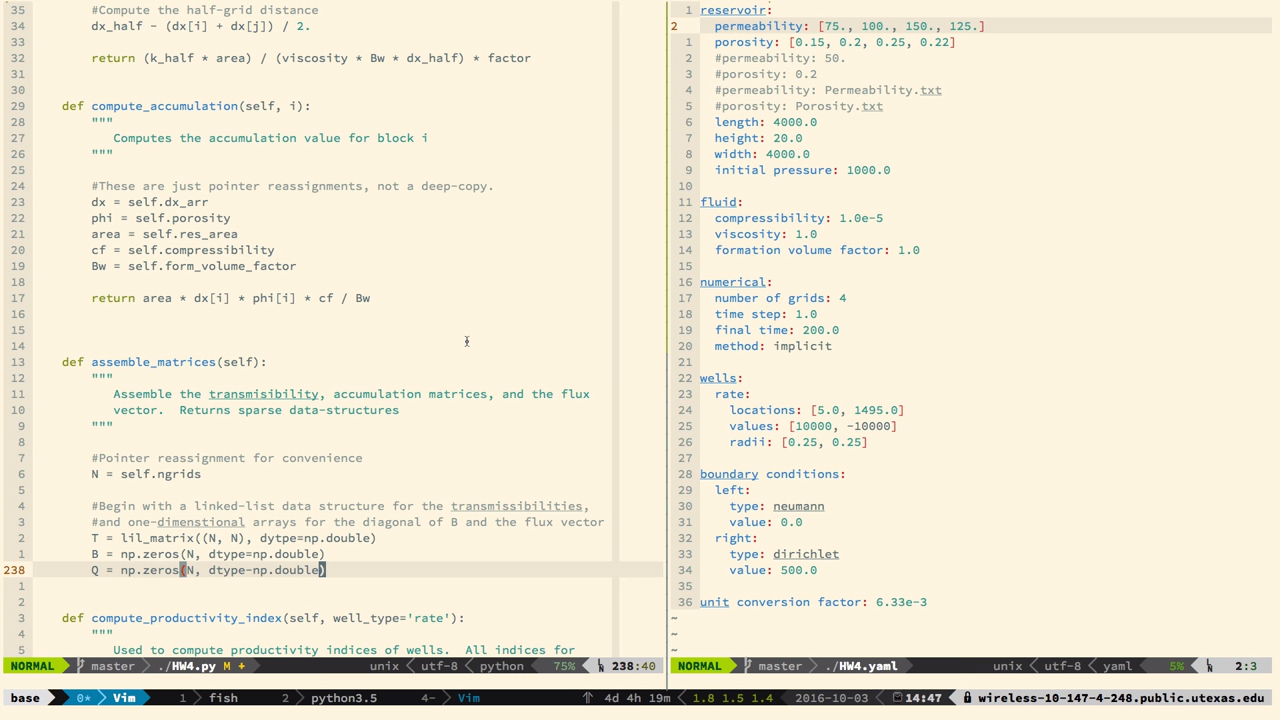 35 #Compute the half-grid distance
34 dx_half - (dx[i] + dx[j]) / 2.
33
32 return (k_half * area) / (viscosity * Bw * dx_half) * factor
31
30
29 def compute_accumulation(self, i):
28 """
27 Computes the accumulation value for block i
26 """
25
24 #These are just pointer reassignments, not a deep-copy.
23 dx = self.dx_arr
22 phi = self.porosity
21 area = self.res_area
20 cf = self.compressibility
19 Bw = self.form_volume_factor
18
17 return area * dx[i] * phi[i] * cf / Bw
16
15
14
13 def assemble_matrices(self):
12 """
11 Assemble the transmisibility, accumulation matrices, and the flux
10 vector.  Returns sparse data-structures
9 """
8
7 #Pointer reassignment for convenience
6 N = self.ngrids
5
4 #Begin with a linked-list data structure for the transmissibilities,
3 #and one-dimenstional arrays for the diagonal of B and the flux vector
2 T = lil_matrix((N, N), dytpe=np.double)
1 B = np.zeros(N, dtype=np.double)
238 Q = np.zeros(N, dtype-np.double)
1
2
3 def compute_productivity_index(self, well_type='rate'):
4 """
5 Used to compute productivity indices of wells.  All indices for
NORMAL master ./HW4.py M + unix utf-8 python 75% LN 238:40
1 reservoir:
2 permeability: [75., 100., 150., 125.]
1 porosity: [0.15, 0.2, 0.25, 0.22]
2 #permeability: 50.
3 #porosity: 0.2
4 #permeability: Permeability.txt
5 #porosity: Porosity.txt
6 length: 4000.0
7 height: 20.0
8 width: 4000.0
9 initial pressure: 1000.0
10
11 fluid:
12 compressibility: 1.0e-5
13 viscosity: 1.0
14 formation volume factor: 1.0
15
16 numerical:
17 number of grids: 4
18 time step: 1.0
19 final time: 200.0
20 method: implicit
21
22 wells:
23 rate:
24 locations: [5.0, 1495.0]
25 values: [10000, -10000]
26 radii: [0.25, 0.25]
27
28 boundary conditions:
29 left:
30 type: neumann
31 value: 0.0
32 right:
33 type: dirichlet
34 value: 500.0
35
36 unit conversion factor: 6.33e-3
~
~
~
NORMAL master ./HW4.yaml unix utf-8 yaml 5% LN 2:3
base 0* Vim 1 fish 2 python3.5 4- Vim ↑ 4d 4h 19m 1.8 1.5 1.4 2016-10-03 14:47 wireless-10-147-4-248.public.utexas.edu